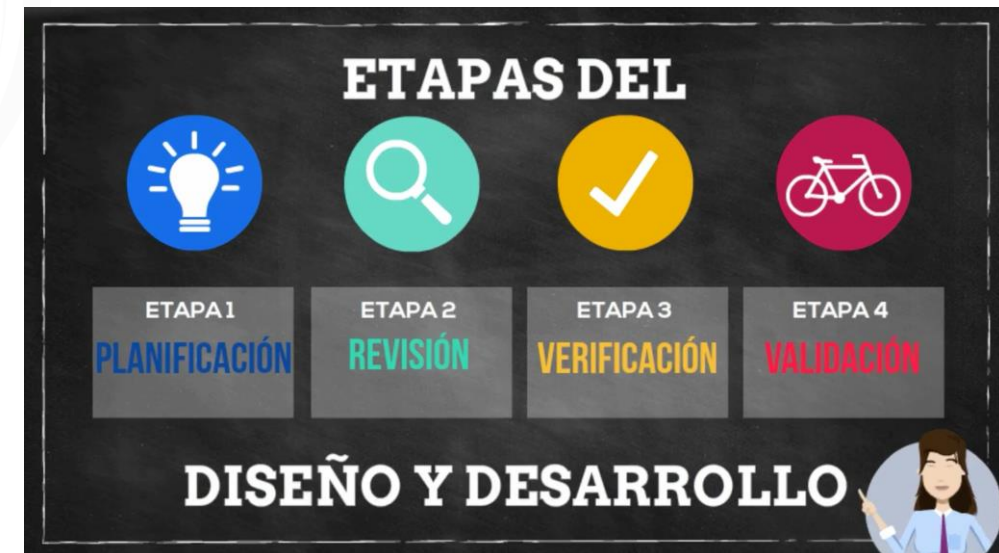 ETAPAS DEL
ETAPA 1
PLANIFICACIÓN
ETAPA 2
REVISIÓN
ETAPA 3
VERIFICACIÓN
ETAPA 4
VALIDACIÓN
DISEÑO Y DESARROLLO